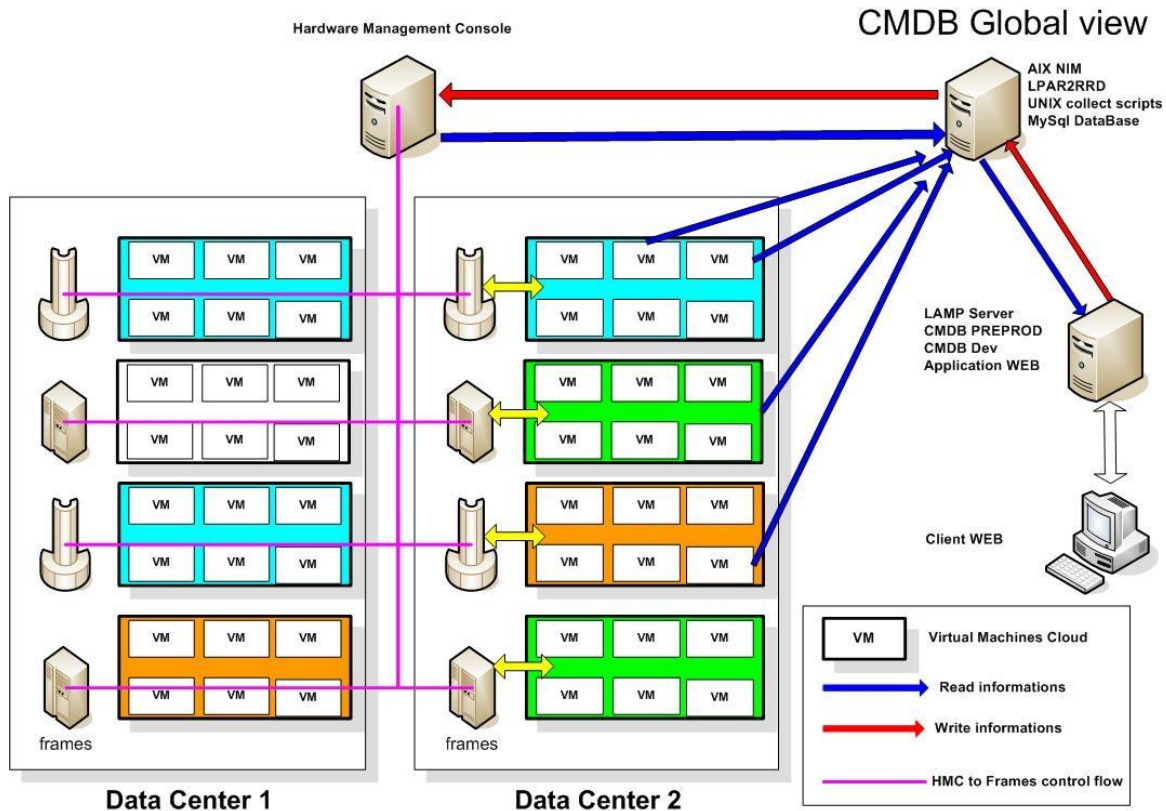 CMDB Global view
Hardware Management Console
AIX NIM
LPAR2RRD
UNIX collect scripts
MySql DataBase
VM VM VM VM VM VM
VM VM VM VM VM VM
LAMP Server
CMDB PREPROD
CMDB Dev
Application WEB
VM VM VM VM VM VM
VM VM VM VM VM VM
VM VM VM VM VM VM
VM VM VM VM VM VM
Client WEB
VM VM VM VM VM VM
VM VM VM VM VM VM
frames
frames
VM
Virtual Machines Cloud
Read informations
Write informations
HMC to Frames control flow
Data Center 1
Data Center 2